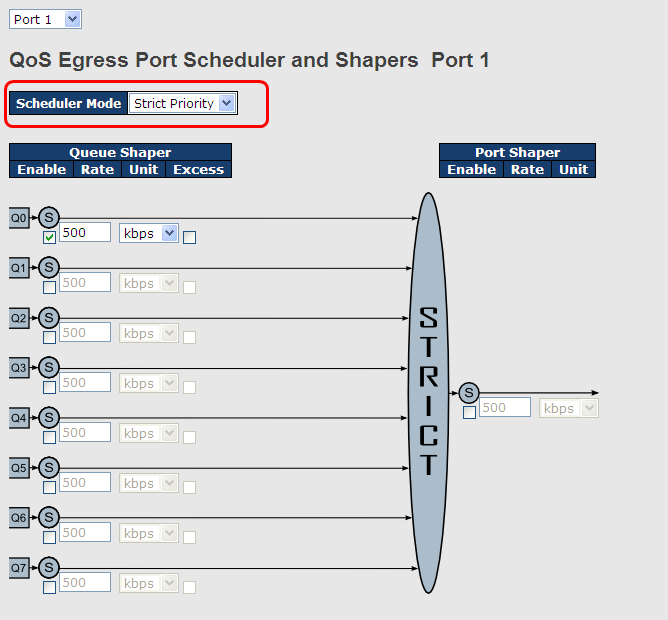 Port 1
QoS Egress Port Scheduler and Shapers Port 1
Scheduler Mode Strict Priority
Queue Shaper Port Shaper
Enable Rate Unit Excess Enable Rate Unit
Q0 S
500 kbps
Q1 S
500 kbps
Q2 S
500 kbps
Q3 S
500 kbps
STRICT
S
500 kbps
Q4 S
500 kbps
Q5 S
500 kbps
Q6 S
500 kbps
Q7 S
500 kbps